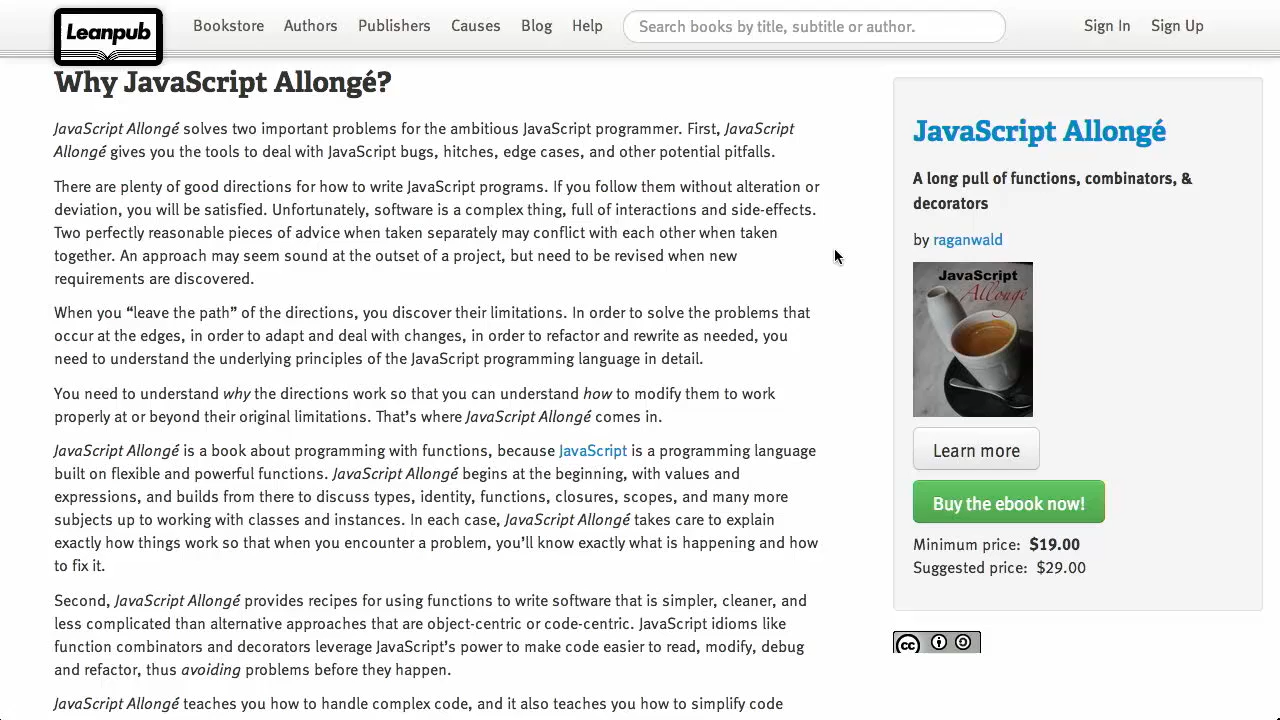 Leanpub
Bookstore Authors Publishers Causes Blog Help Search books by title, subtitle or author. Sign In Sign Up
Why JavaScript Allongé?
JavaScript Allongé solves two important problems for the ambitious JavaScript programmer. First, JavaScript
Allongé gives you the tools to deal with JavaScript bugs, hitches, edge cases, and other potential pitfalls.
There are plenty of good directions for how to write JavaScript programs. If you follow them without alteration or
deviation, you will be satisfied. Unfortunately, software is a complex thing, full of interactions and side-effects.
Two perfectly reasonable pieces of advice when taken separately may conflict with each other when taken
together. An approach may seem sound at the outset of a project, but need to be revised when new
requirements are discovered.
When you “leave the path” of the directions, you discover their limitations. In order to solve the problems that
occur at the edges, in order to adapt and deal with changes, in order to refactor and rewrite as needed, you
need to understand the underlying principles of the JavaScript programming language in detail.
You need to understand why the directions work so that you can understand how to modify them to work
properly at or beyond their original limitations. That’s where JavaScript Allongé comes in.
JavaScript Allongé is a book about programming with functions, because JavaScript is a programming language
built on flexible and powerful functions. JavaScript Allongé begins at the beginning, with values and
expressions, and builds from there to discuss types, identity, functions, closures, scopes, and many more
subjects up to working with classes and instances. In each case, JavaScript Allongé takes care to explain
exactly how things work so that when you encounter a problem, you’ll know exactly what is happening and how
to fix it.
Second, JavaScript Allongé provides recipes for using functions to write software that is simpler, cleaner, and
less complicated than alternative approaches that are object-centric or code-centric. JavaScript idioms like
function combinators and decorators leverage JavaScript’s power to make code easier to read, modify, debug
and refactor, thus avoiding problems before they happen.
JavaScript Allongé teaches you how to handle complex code, and it also teaches you how to simplify code
JavaScript Allongé
A long pull of functions, combinators, &
decorators
by raganwald
JavaScript
Allongé
Learn more
Buy the ebook now!
Minimum price: $19.00
Suggested price: $29.00
cc